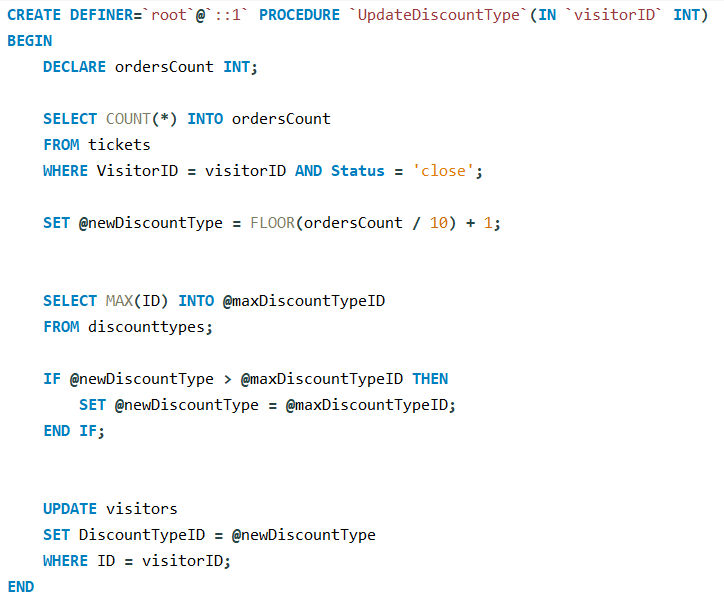 CREATE DEFINER=`root`@`::1` PROCEDURE `UpdateDiscountType`(IN `visitorID` INT)
BEGIN
    DECLARE ordersCount INT;
    SELECT COUNT(*) INTO ordersCount
    FROM tickets
    WHERE VisitorID = visitorID AND Status = 'close';
    SET @newDiscountType = FLOOR(ordersCount / 10) + 1;
    SELECT MAX(ID) INTO @maxDiscountTypeID
    FROM discounttypes;
    IF @newDiscountType > @maxDiscountTypeID THEN
        SET @newDiscountType = @maxDiscountTypeID;
    END IF;
    UPDATE visitors
    SET DiscountTypeID = @newDiscountType
    WHERE ID = visitorID;
END